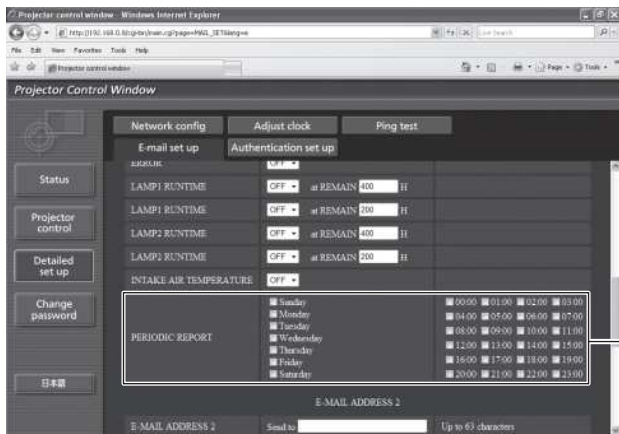 Projector control window - Windows Internet Explorer
Live Search
File Edit View Favorites Tools Help
Projector control window
Page Tools
Projector Control Window
Network config Adjust clock Ping test
E-mail set up Authentication set up
ERROR OFF
Status
LAMP1 RUNTIME OFF at REMAIN 400 H
LAMP1 RUNTIME OFF at REMAIN 200 H
Projector control
LAMP2 RUNTIME OFF at REMAIN 400 H
LAMP2 RUNTIME OFF at REMAIN 200 H
Detailed set up
INTAKE AIR TEMPERATURE OFF
Change password
PERIODIC REPORT
Sunday
Monday
Tuesday
Wednesday
Thursday
Friday
Saturday
00:00 01:00 02:00 03:00
04:00 05:00 06:00 07:00
08:00 09:00 10:00 11:00
12:00 13:00 14:00 15:00
16:00 17:00 18:00 19:00
20:00 21:00 22:00 23:00
日本語
E-MAIL ADDRESS 2
E-MAIL ADDRESS 2 Send to Up to 63 characters